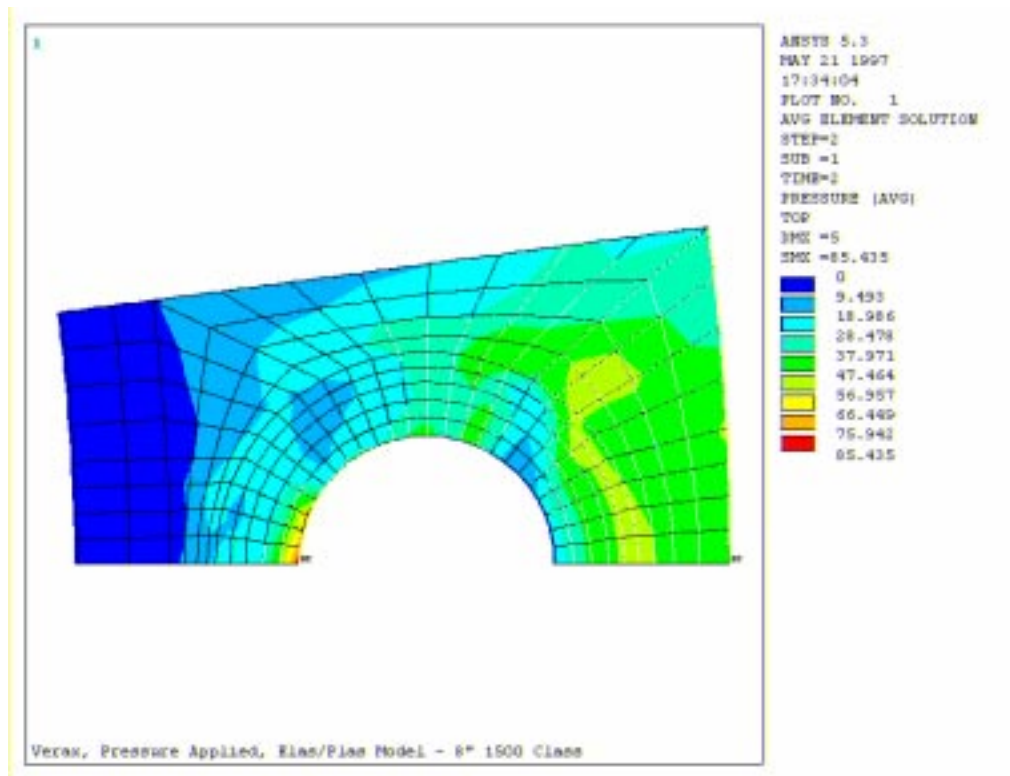 1
ANSYS 5.3
MAY 21 1997
17:34:04
PLOT NO. 1
AVG ELEMENT SOLUTION
STEP=2
SUB =1
TIME=2
PRESSURE (AVG)
TOP
DMX =5
SMX =85.435
0
9.493
18.986
28.478
37.971
47.464
56.957
66.449
75.942
85.435
Verax, Pressure Applied, Elas/Plas Model - 8" 1500 Class